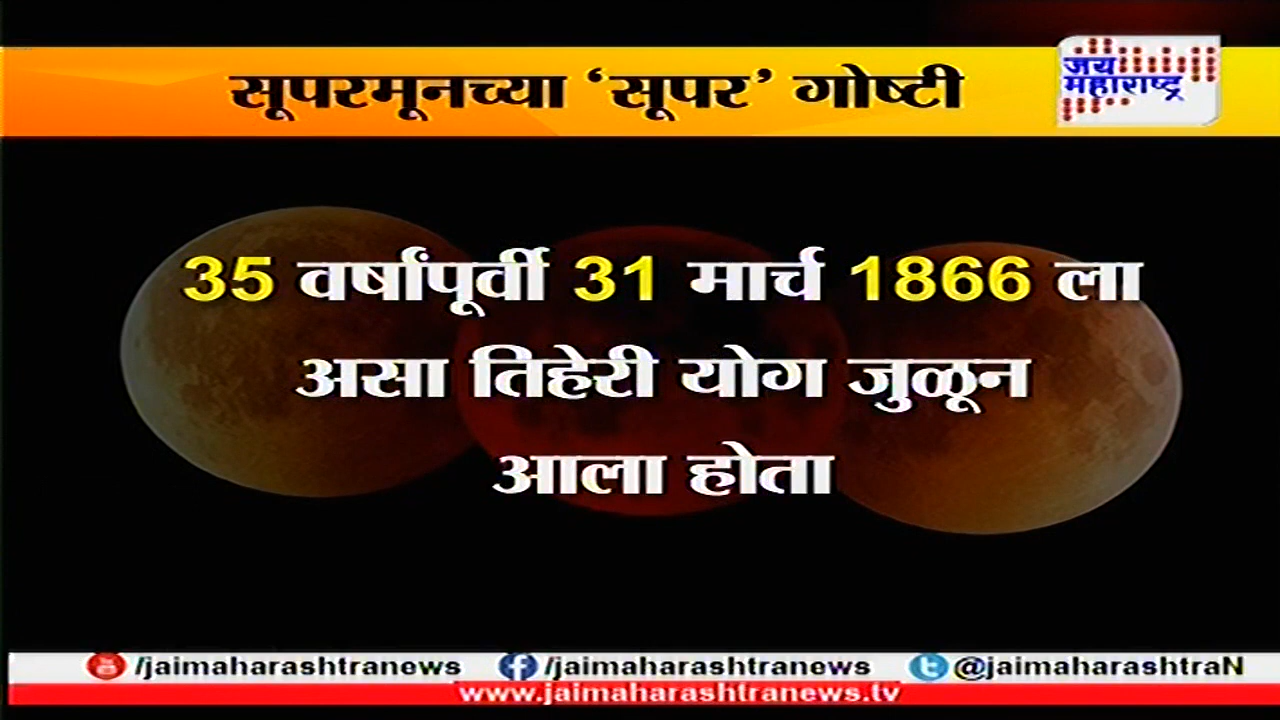 सूपरमूनच्या ‘सूपर’ गोष्टी
जय
महाराष्ट्र
35 वर्षांपूर्वी 31 मार्च 1866 ला
असा तिहेरी योग जुळून
आला होता
/jaimaharashtranews /jaimaharashtranews @jaimaharashtraN
www.jaimaharashtranews.tv